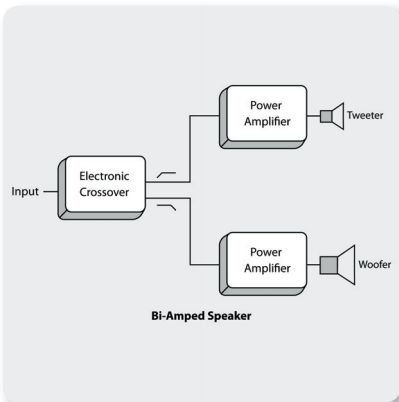 Power
Amplifier
Tweeter
Electronic
Crossover
Input
Power
Amplifier
Woofer
Bi-Amped Speaker